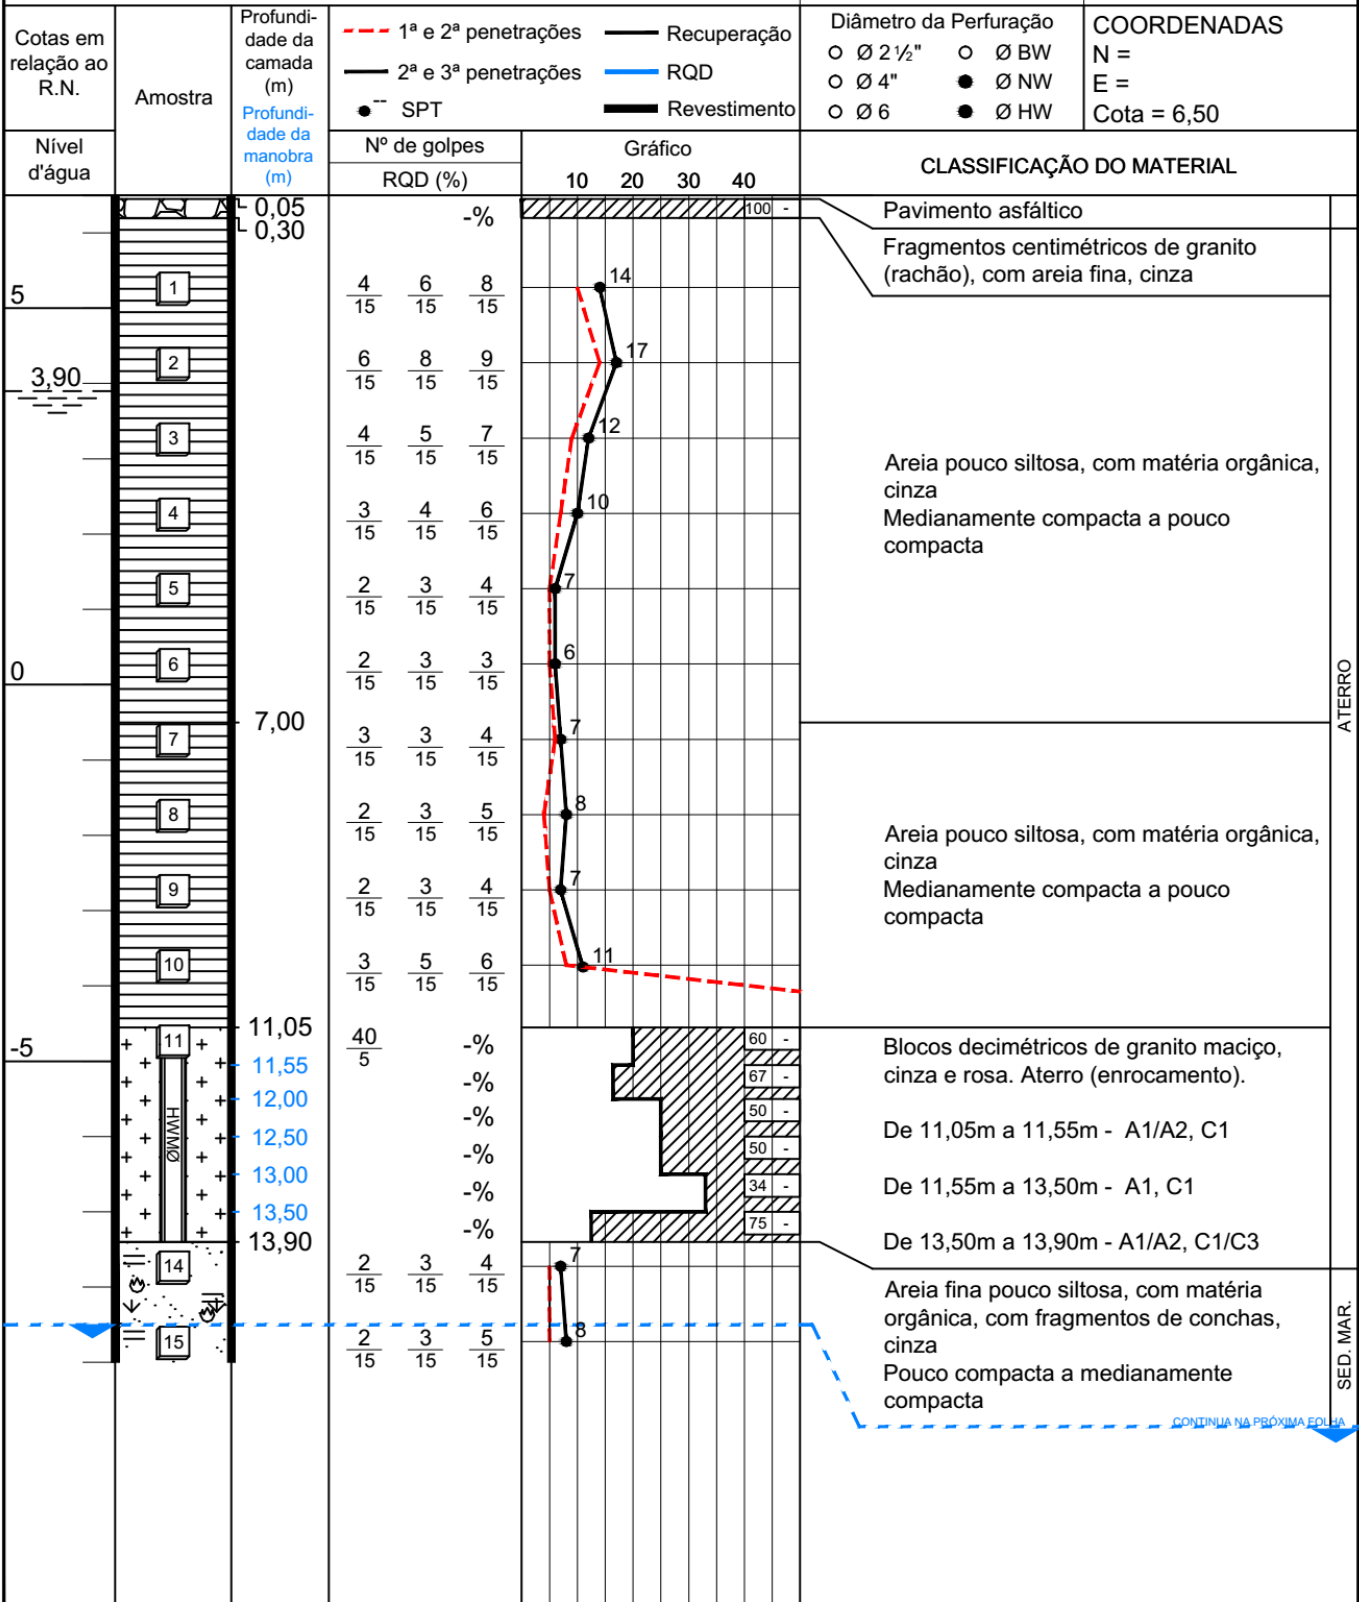 Cotas em
relação ao
R.N.
Nível
d'água
Amostra
Profundi-
dade da
camada
(m)
Profundi-
dade da
manobra
(m)
1ª e 2ª penetrações
2ª e 3ª penetrações
SPT
Recuperação
RQD
Revestimento
Nº de golpes
RQD (%)
Gráfico
10 20 30 40
Diâmetro da Perfuração
Ø 2 ½" Ø BW
Ø 4" Ø NW
Ø 6 Ø HW
COORDENADAS
N =
E =
Cota = 6,50
CLASSIFICAÇÃO DO MATERIAL
0,05
0,30
-% 100 -
Pavimento asfáltico
Fragmentos centimétricos de granito
(rachão), com areia fina, cinza
5
1 4/15 6/15 8/15 14
2 6/15 8/15 9/15 17
3,90
3 4/15 5/15 7/15 12
4 3/15 4/15 6/15 10
5 2/15 3/15 4/15 7
6 2/15 3/15 3/15 6
Areia pouco siltosa, com matéria orgânica,
cinza
Medianamente compacta a pouco
compacta
0
ATERRO
7,00
7 3/15 3/15 4/15 7
8 2/15 3/15 5/15 8
9 2/15 3/15 4/15 7
10 3/15 5/15 6/15 11
Areia pouco siltosa, com matéria orgânica,
cinza
Medianamente compacta a pouco
compacta
11,05
-5
11 40/5 -% 60 -
11,55 -% 67 -
12,00 -% 50 -
12,50 -% 50 -
13,00 -% 34 -
13,50 -% 75 -
13,90
HWMØ
Blocos decimétricos de granito maciço,
cinza e rosa. Aterro (enrocamento).
De 11,05m a 11,55m - A1/A2, C1
De 11,55m a 13,50m - A1, C1
De 13,50m a 13,90m - A1/A2, C1/C3
14 2/15 3/15 4/15 7
15 2/15 3/15 5/15 8
Areia fina pouco siltosa, com matéria
orgânica, com fragmentos de conchas,
cinza
Pouco compacta a medianamente
compacta
SED. MAR.
CONTINUA NA PRÓXIMA FOLHA